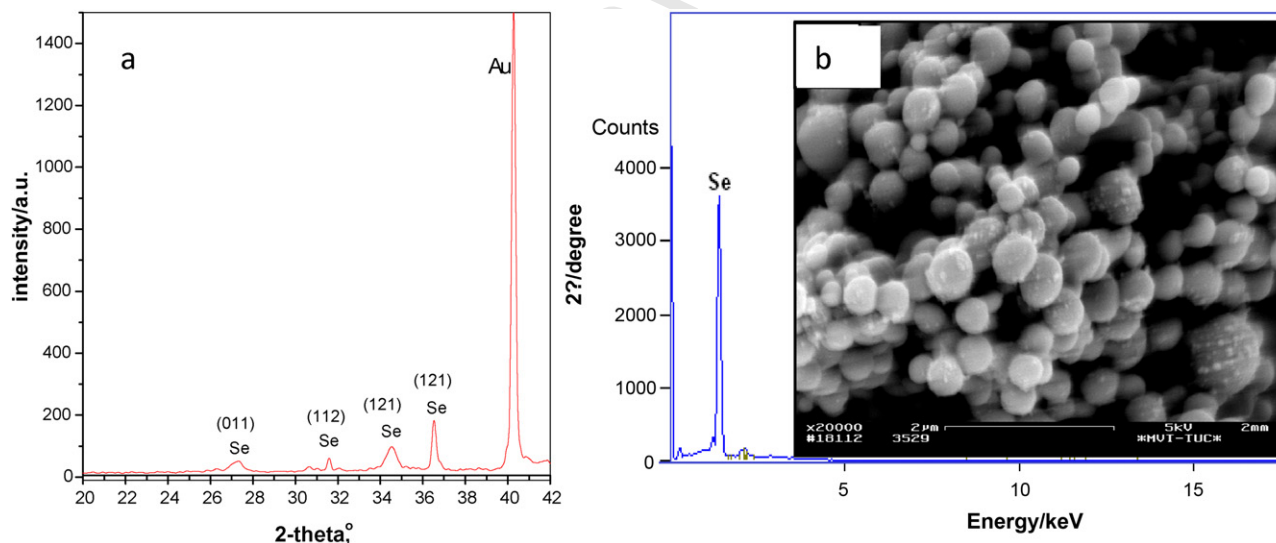 a
intensity/a.u.
1400
1200
1000
800
600
400
200
0
Au
(011)
Se
(112)
Se
(121)
Se
(121)
Se
20 22 24 26 28 30 32 34 36 38 40 42
2-theta,°
2?/degree
Counts
4000
3000
2000
1000
0
Se
b
x20000 2µm 5kV 2mm
#18112 3529 *MVT-TUC*
5 10 15
Energy/keV